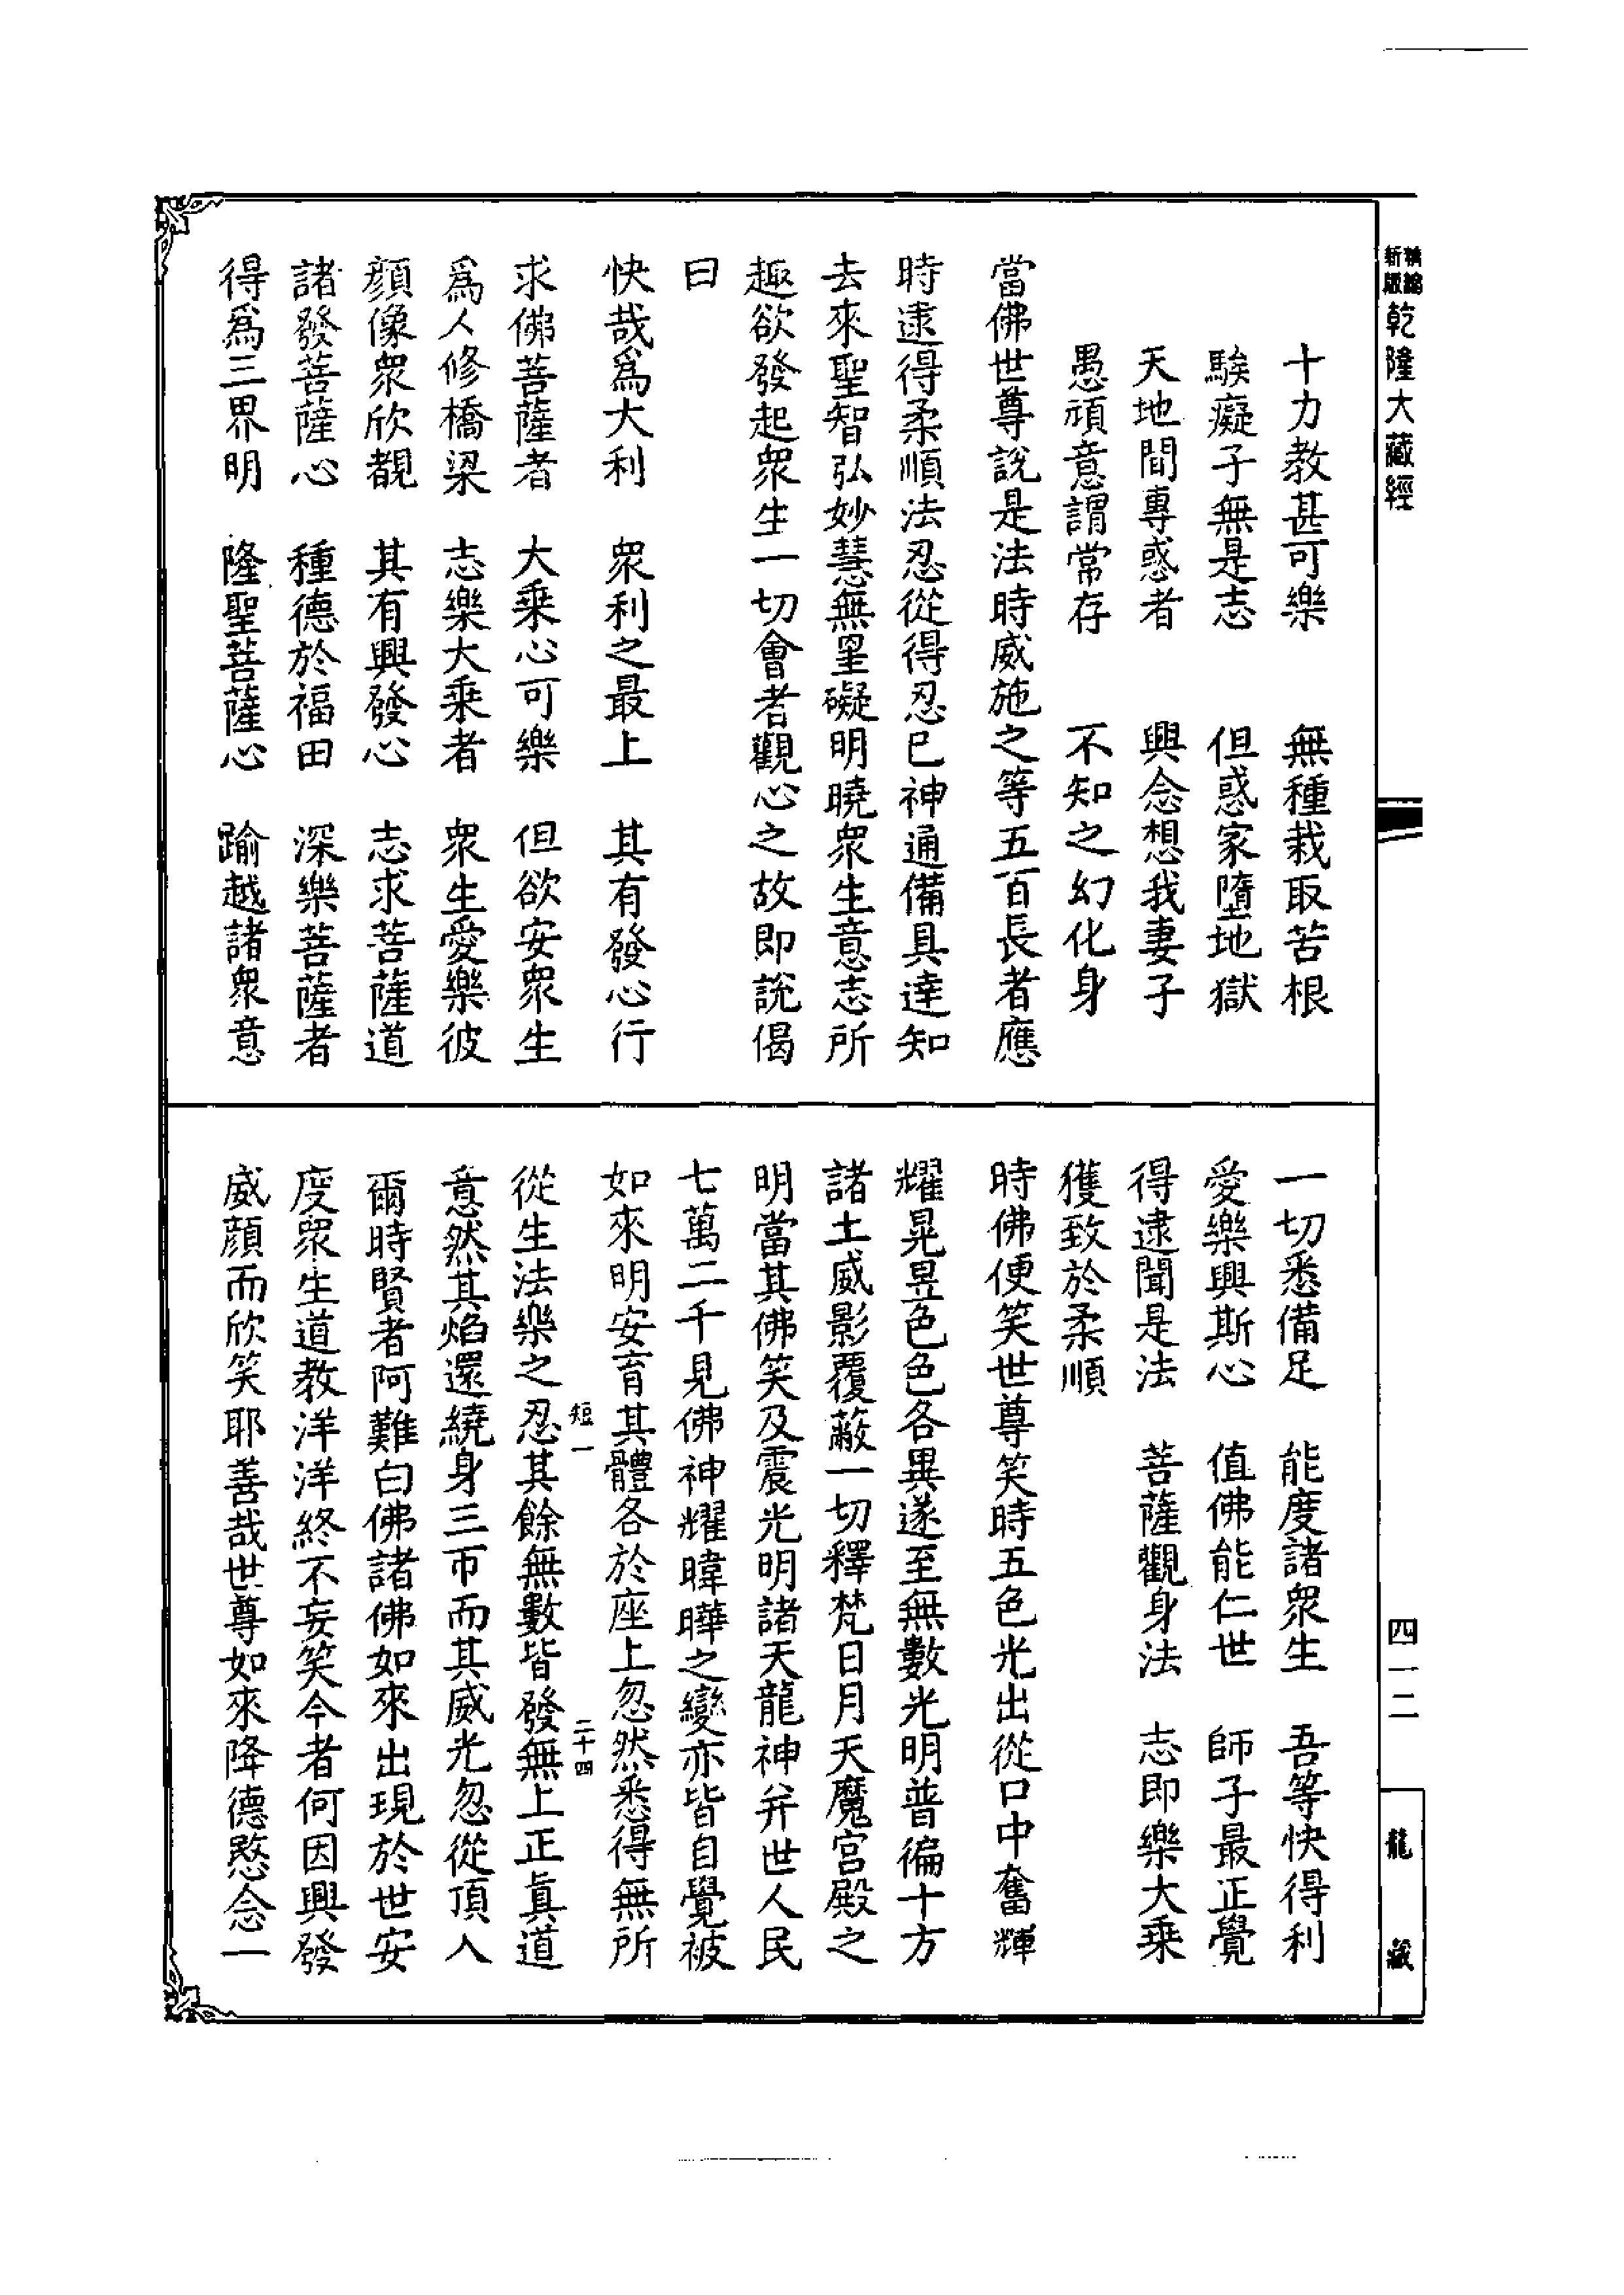 精編
新版
乾隆大藏經
十力教甚可樂　無種栽取苦根
騃癡子無是志　但惑家墮地獄
天地間專惑者　興念想我妻子
愚頑意謂常存　不知之幻化身
當佛世尊說是法時威施之等五百長者應
時逮得柔順法忍從得忍已神通備具達知
去來聖智弘妙慧無罣礙明曉衆生意志所
趣欲發起衆生一切會者觀心之故即說偈
曰
快哉爲大利　衆利之最上　其有發心行
求佛菩薩者　大乘心可樂　但欲安衆生
爲人修橋梁　志樂大乘者　衆生愛樂彼
顏像衆欣覩　其有興發心　志求菩薩道
諸發菩薩心　種德於福田　深樂菩薩者
得爲三界明　隆聖菩薩心　踰越諸衆意
一切悉備足　能度諸衆生　吾等快得利
愛樂興斯心　值佛能仁世　師子最正覺
得逮聞是法　菩薩觀身法　志即樂大乘
獲致於柔順
時佛便笑世尊笑時五色光出從口中奮輝
耀晃昱色色各異遂至無數光明普徧十方
諸土威影覆蔽一切釋梵日月天魔宮殿之
明當其佛笑及震光明諸天龍神并世人民
七萬二千見佛神耀暐曄之變亦皆自覺被
如來明安育其體各於座上忽然悉得無所
短一　二十四
從生法樂之忍其餘無數皆發無上正眞道
意然其焰還繞身三帀而其威光忽從頂入
爾時賢者阿難白佛諸佛如來出現於世安
度衆生道教洋洋終不妄笑今者何因興發
威顏而欣笑耶善哉世尊如來降德愍念一
四一二
龍藏